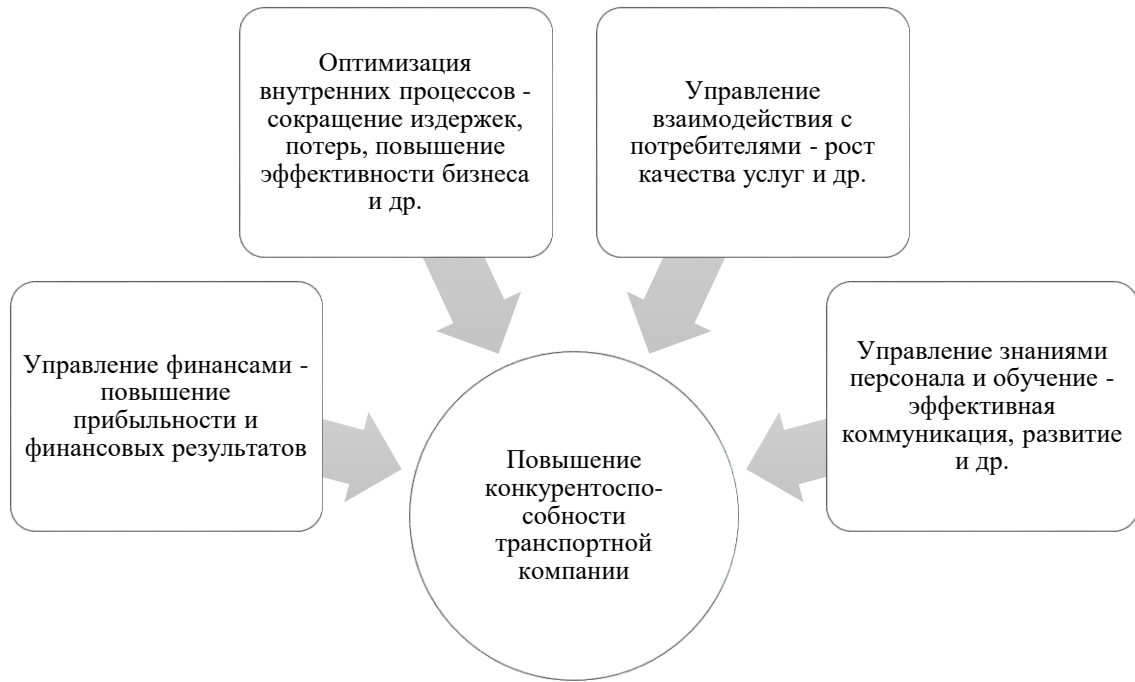 Оптимизация
внутренних процессов -
сокращение издержек,
потерь, повышение
эффективности бизнеса
и др.
Управление
взаимодействия с
потребителями - рост
качества услуг и др.
Управление финансами -
повышение
прибыльности и
финансовых результатов
Управление знаниями
персонала и обучение -
эффективная
коммуникация, развитие
и др.
Повышение
конкурентоспо-
собности
транспортной
компании